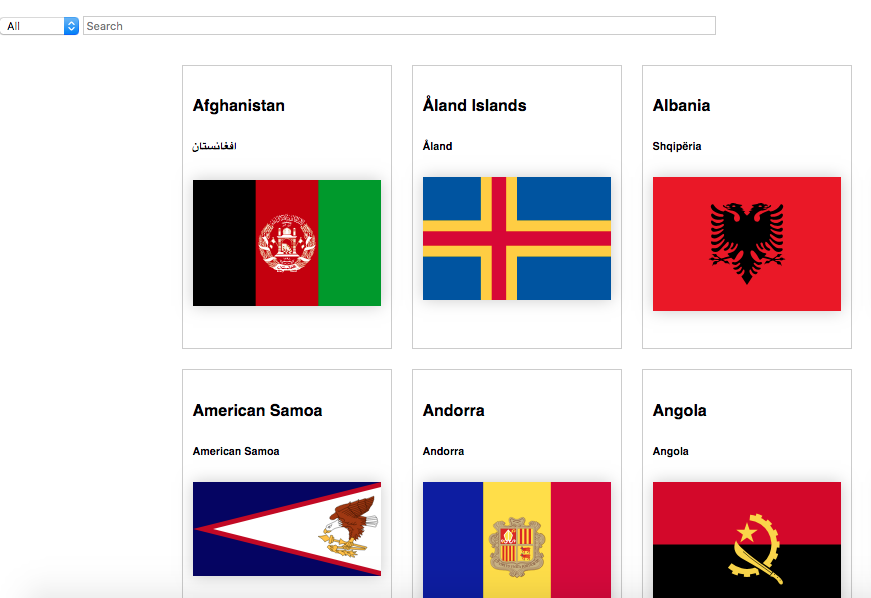 All
Search
Afghanistan
Åland Islands
Albania
افغانستان
Åland
Shqipëria
American Samoa
Andorra
Angola
American Samoa
Andorra
Angola